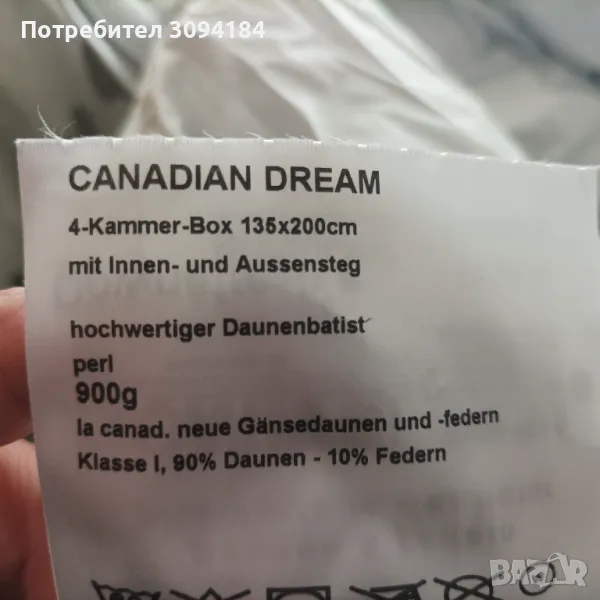 Потребител 3094184
CANADIAN DREAM
4-Kammer-Box 135x200cm
mit Innen- und Aussensteg
hochwertiger Daunenbatist
perl
900g
Ia canad. neue Gänsedaunen und -federn
Klasse I, 90% Daunen - 10% Federn
BAZAR